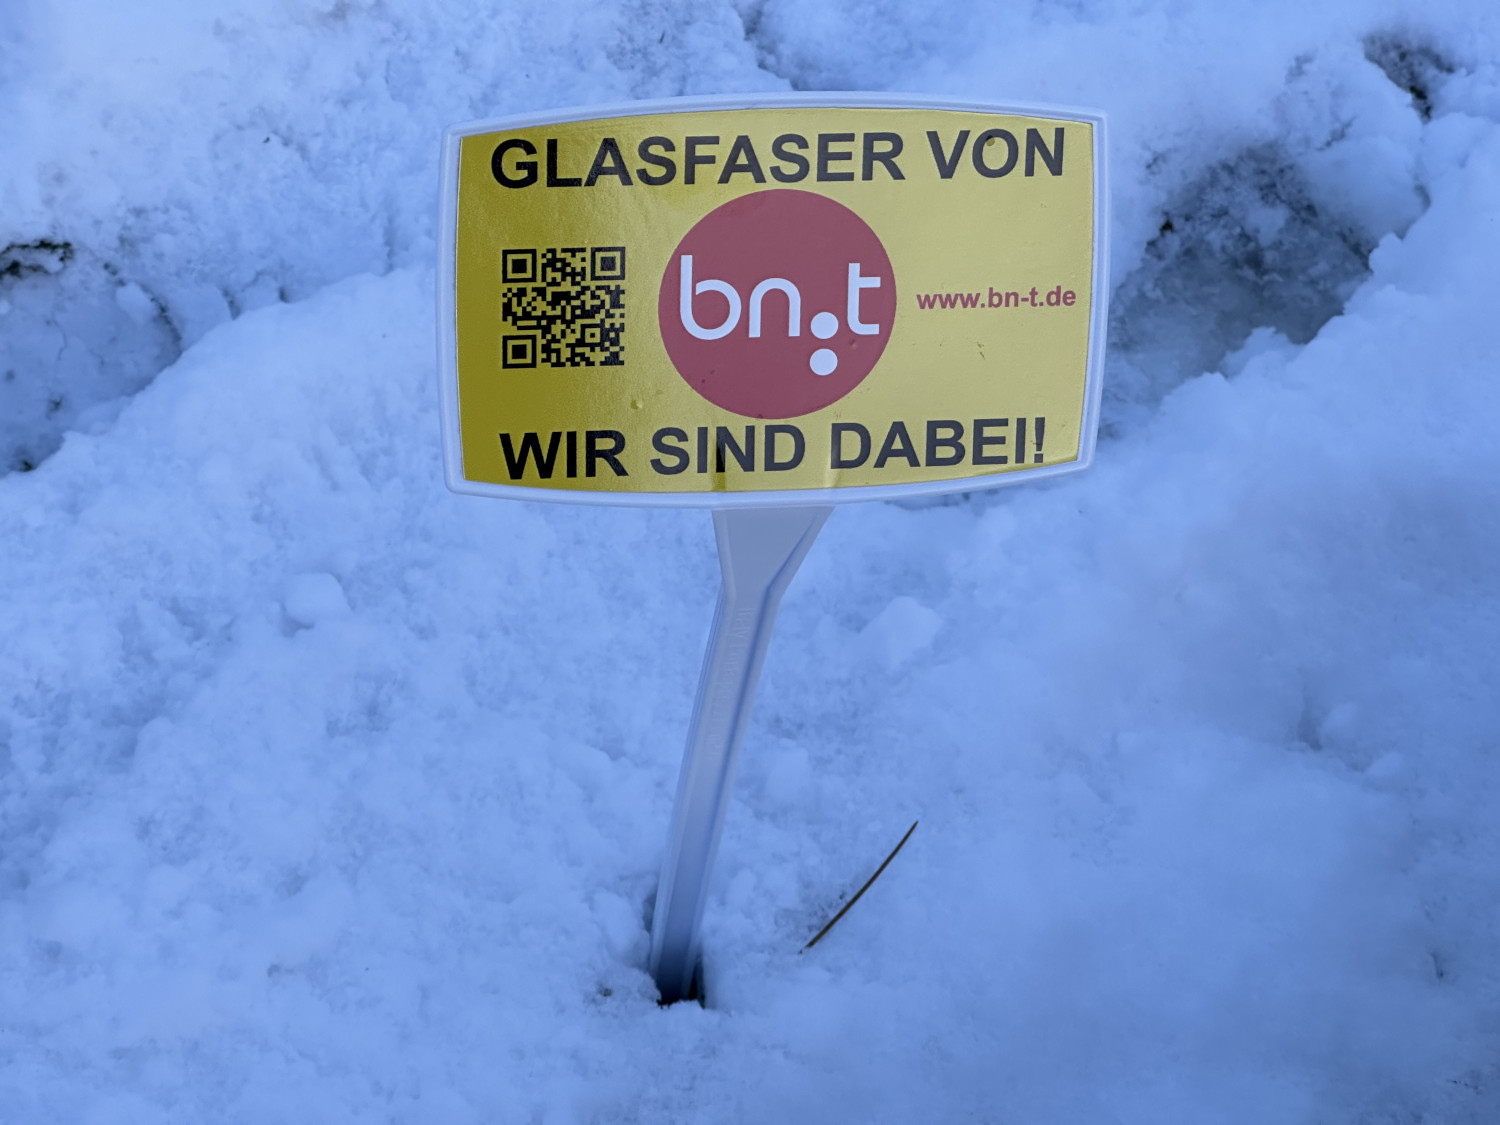 GLASFASER VON
bn:t
www.bn-t.de
WIR SIND DABEI!